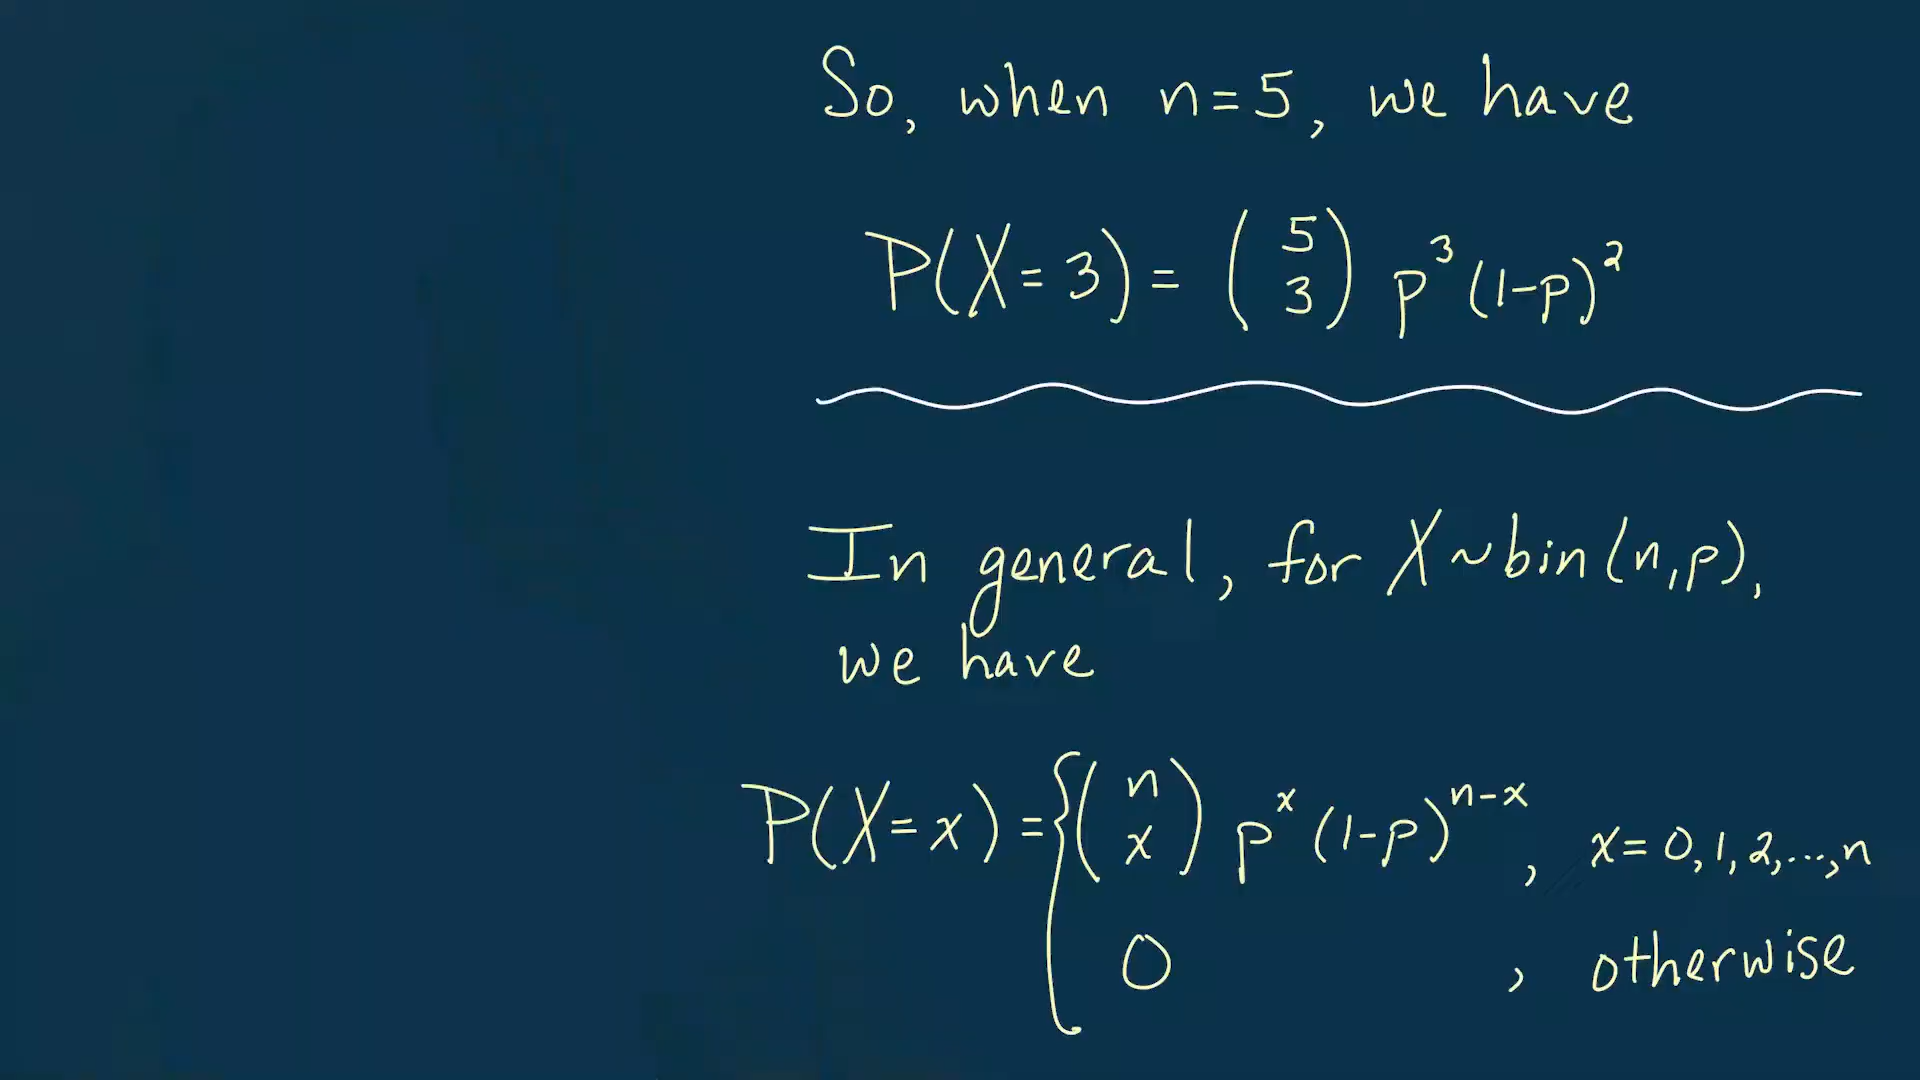 So, when n=5, we have
P(X=3) = (5 3) p^3 (1-p)^2
In general, for X~bin(n,p),
we have
P(X=x) = { (n x) p^x (1-p)^{n-x}, x=0,1,2,...,n
0, otherwise